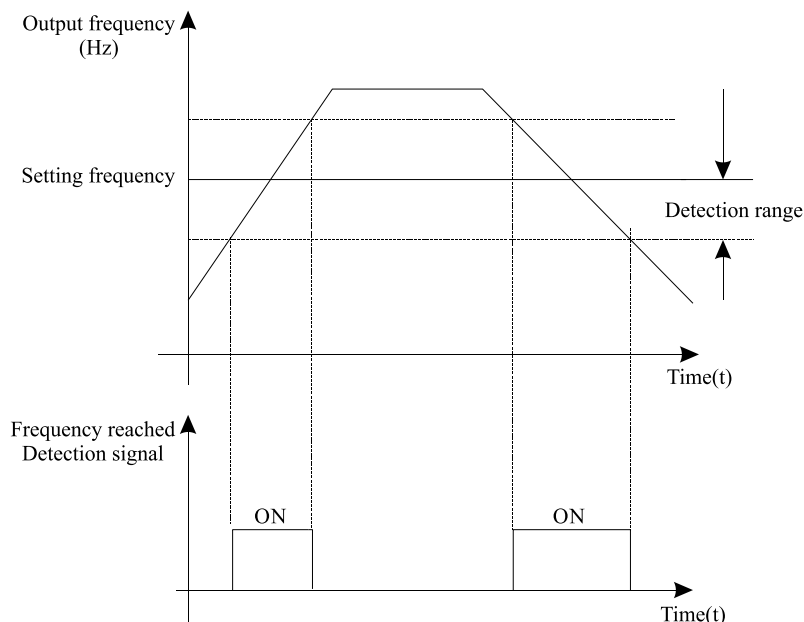 Output frequency
(Hz)
Setting frequency
Detection range
Time(t)
Frequency reached
Detection signal
ON
ON
Time(t)